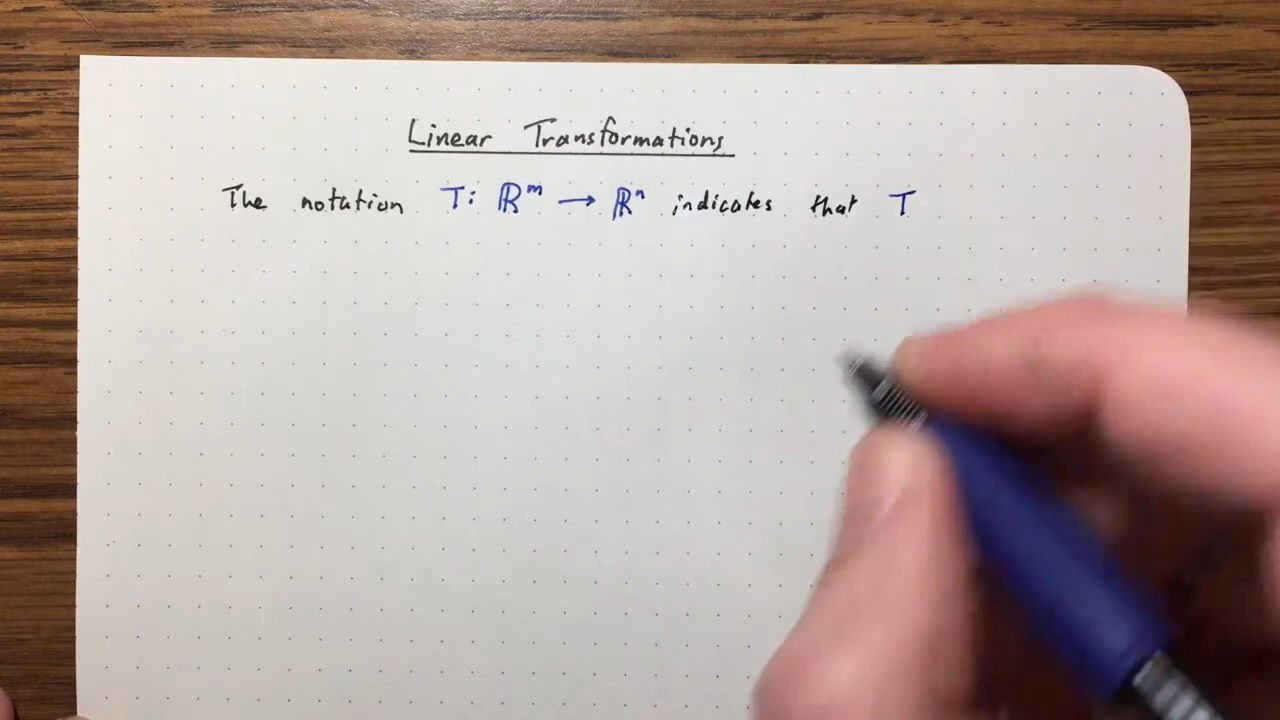 Linear Transformations
The notation T: ℝᵐ → ℝⁿ indicates that T